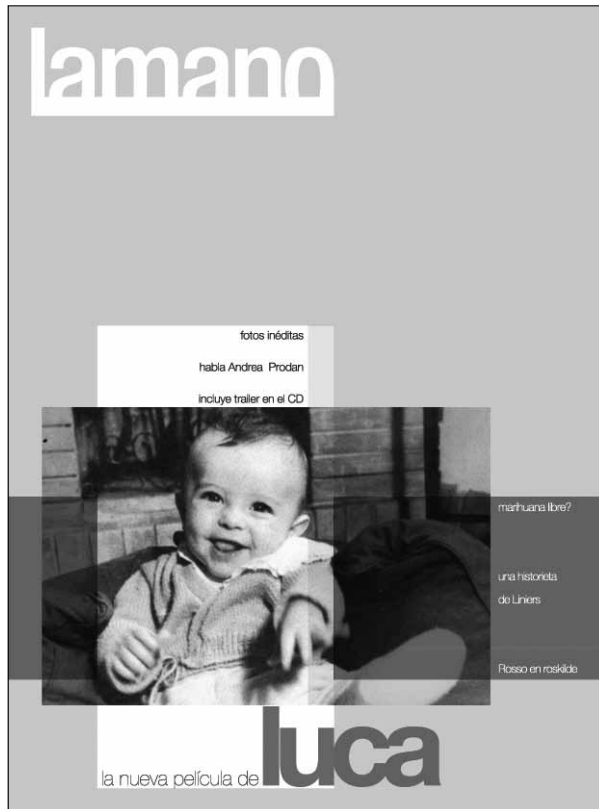 lamano
fotos inéditas
habla Andrea Prodan
incluye trailer en el CD
marihuana libre?
una historieta
de Liniers
Rosso en roskilde
la nueva película de luca